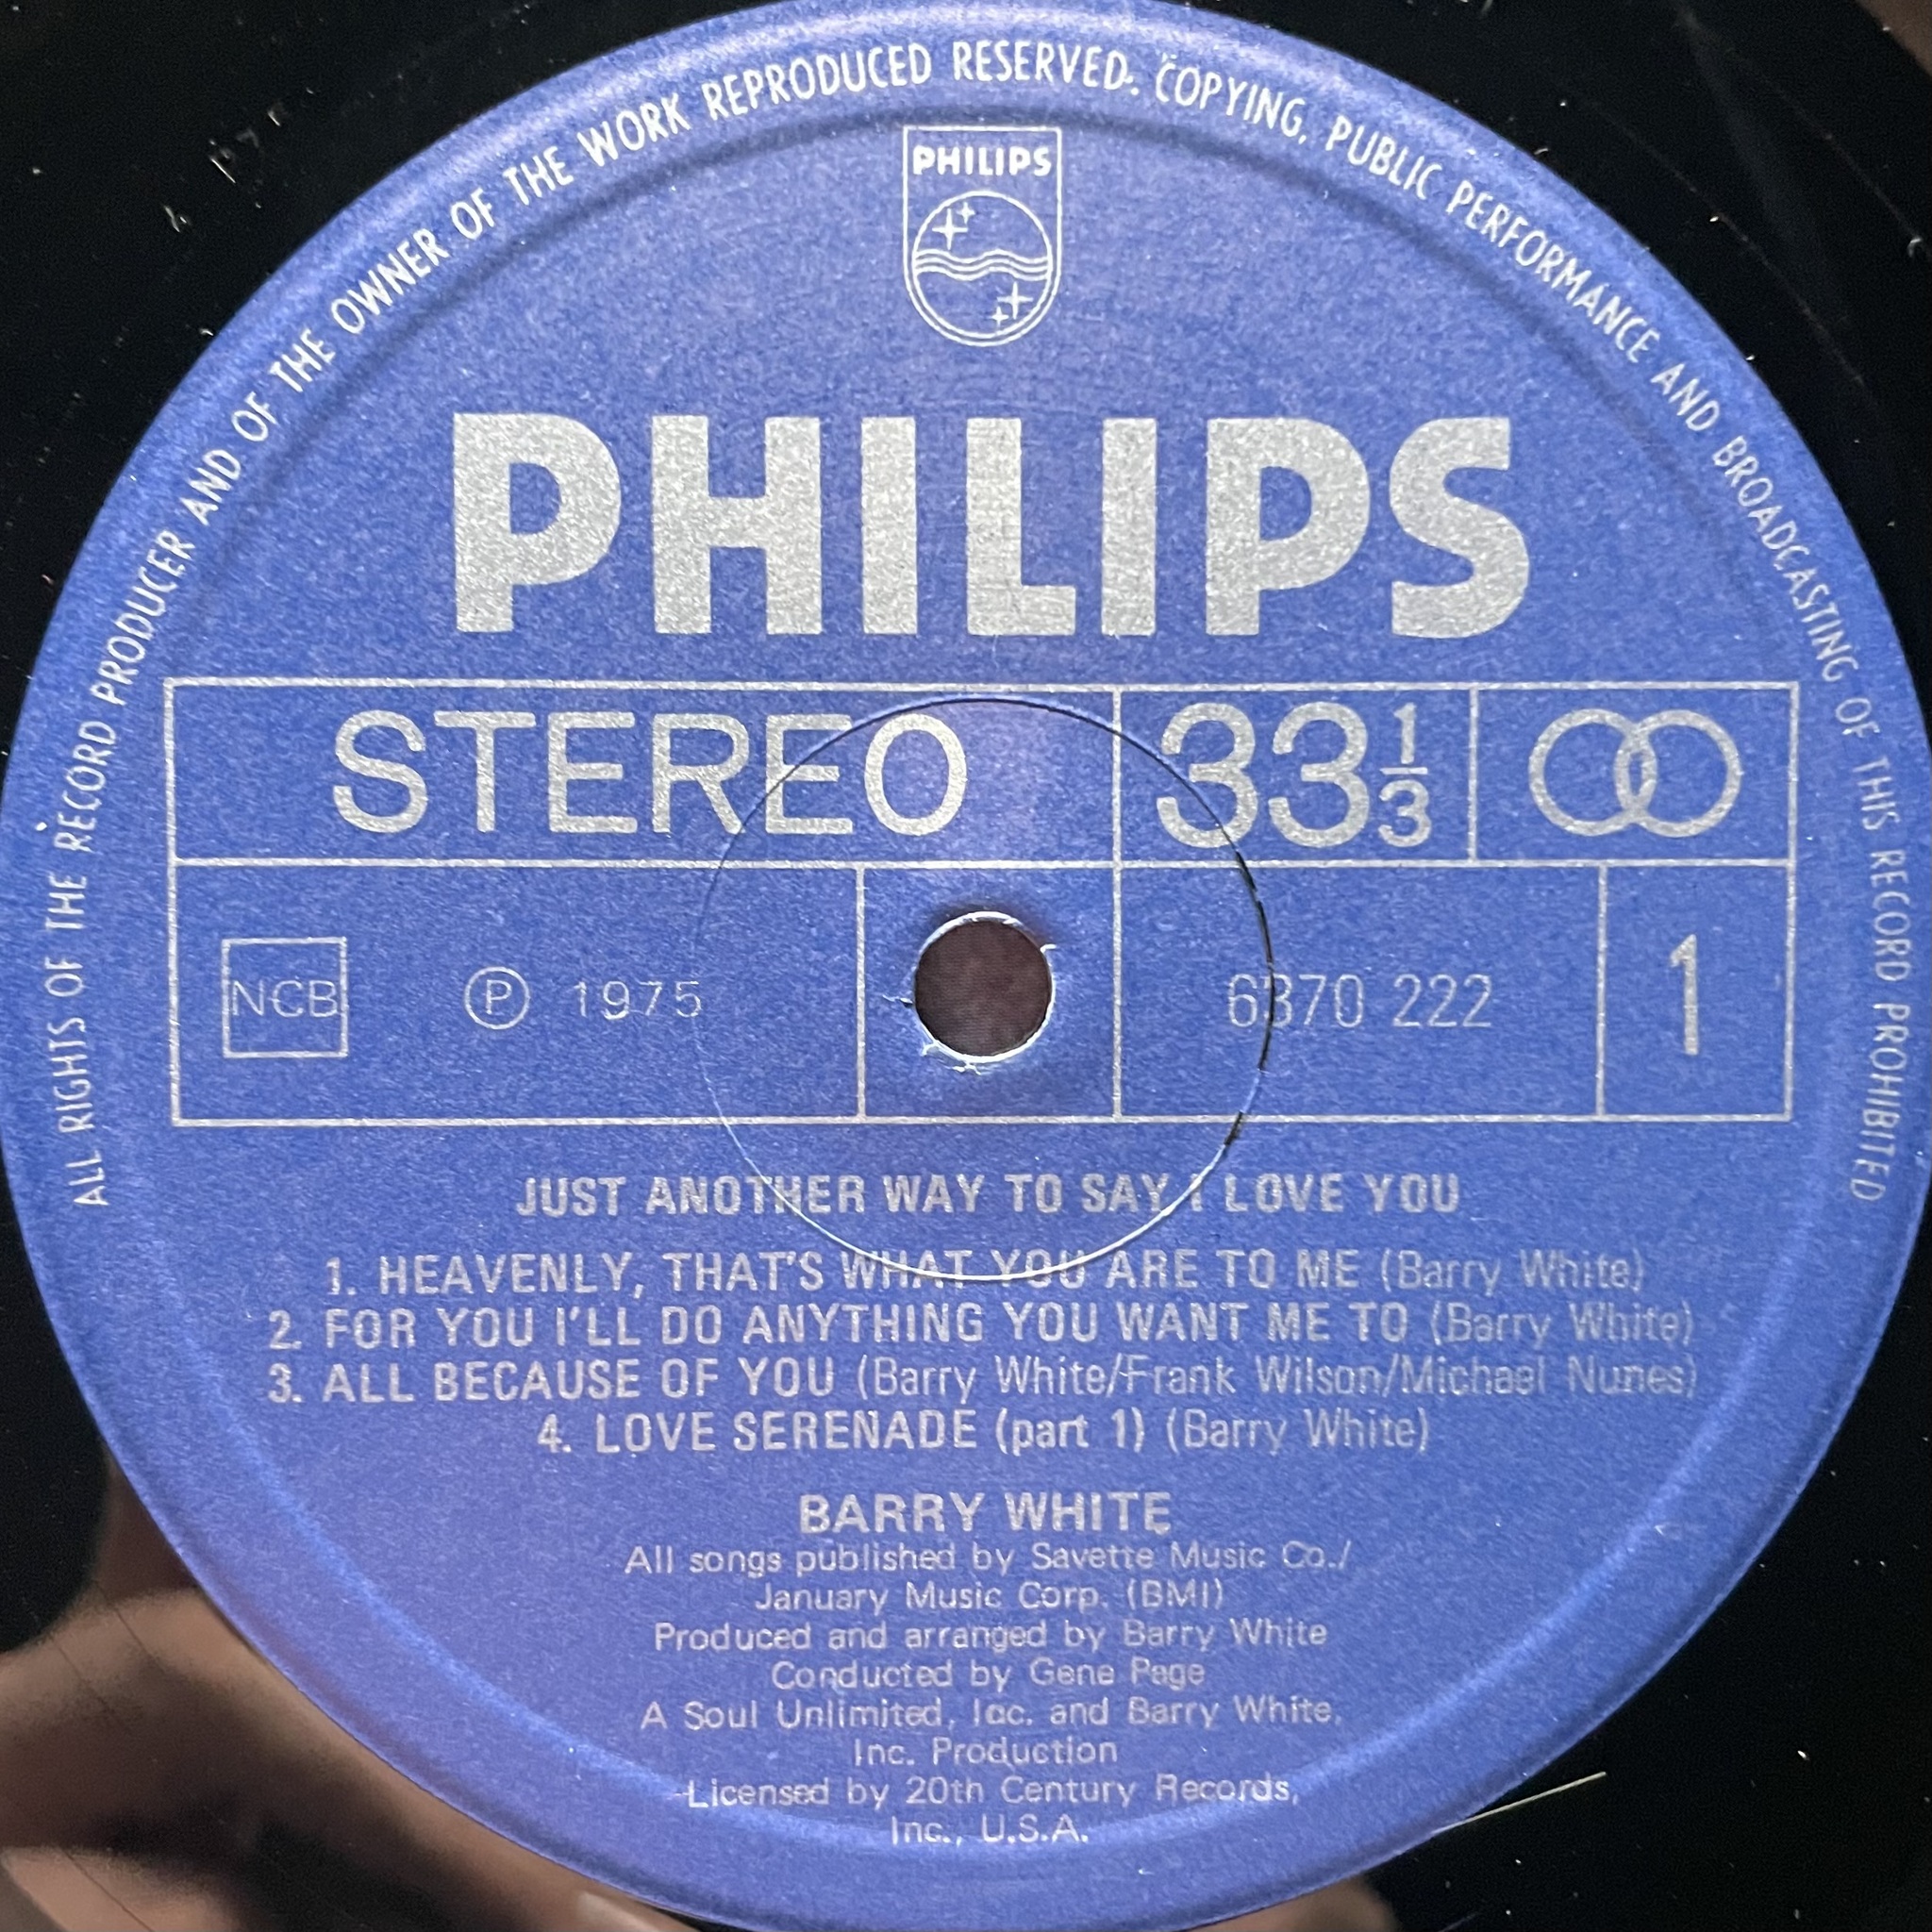 ALL RIGHTS OF THE RECORD PRODUCER AND OF THE OWNER OF THE WORK REPRODUCED RESERVED. COPYING, PUBLIC PERFORMANCE AND BROADCASTING OF THIS RECORD PROHIBITED
PHILIPS
PHILIPS
STEREO 33 1/3
NCB Ⓟ 1975 6370 222 1
JUST ANOTHER WAY TO SAY I LOVE YOU
1. HEAVENLY, THAT'S WHAT YOU ARE TO ME (Barry White)
2. FOR YOU I'LL DO ANYTHING YOU WANT ME TO (Barry White)
3. ALL BECAUSE OF YOU (Barry White/Frank Wilson/Michael Nunes)
4. LOVE SERENADE (part 1) (Barry White)
BARRY WHITE
All songs published by Savette Music Co./
January Music Corp. (BMI)
Produced and arranged by Barry White
Conducted by Gene Page
A Soul Unlimited, Inc. and Barry White,
Inc. Production
Licensed by 20th Century Records,
Inc., U.S.A.